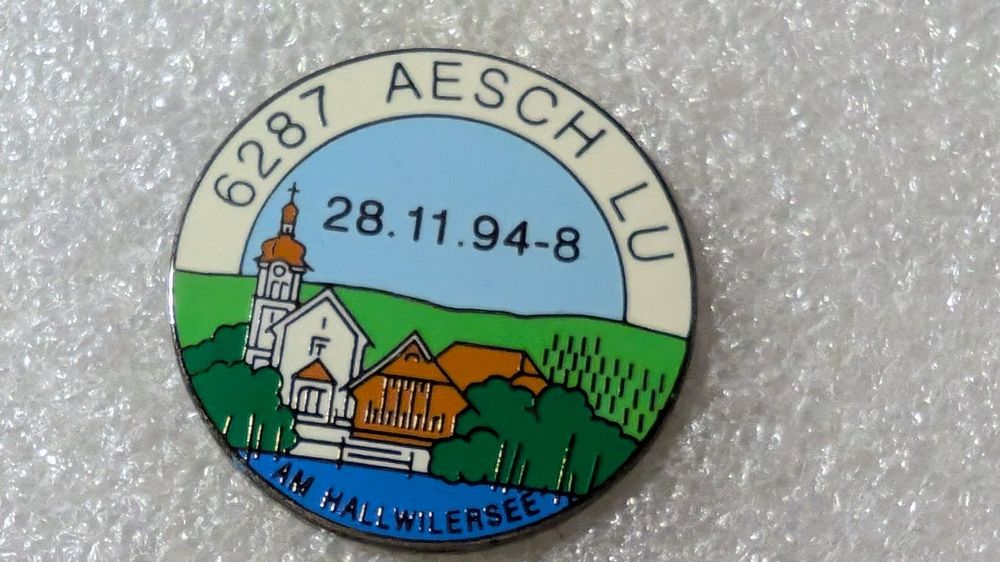 6287 AESCH LU
28.11.94-8
AM HALLWILERSEE